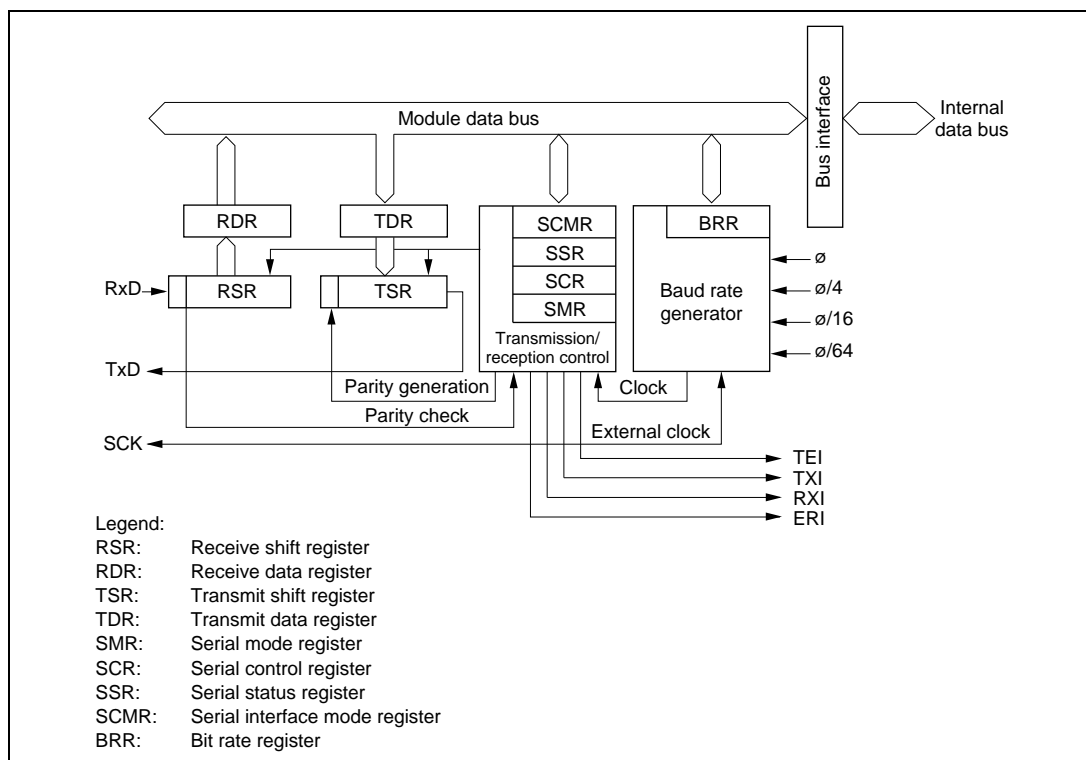 Module data bus
Bus interface
Internal
data bus
RDR
TDR
SCMR
BRR
SSR
SCR
SMR
RxD
RSR
TSR
Baud rate
generator
ø
ø/4
ø/16
ø/64
Transmission/
reception control
TxD
Parity generation
Clock
Parity check
SCK
External clock
TEI
TXI
RXI
ERI
Legend:
RSR: Receive shift register
RDR: Receive data register
TSR: Transmit shift register
TDR: Transmit data register
SMR: Serial mode register
SCR: Serial control register
SSR: Serial status register
SCMR: Serial interface mode register
BRR: Bit rate register